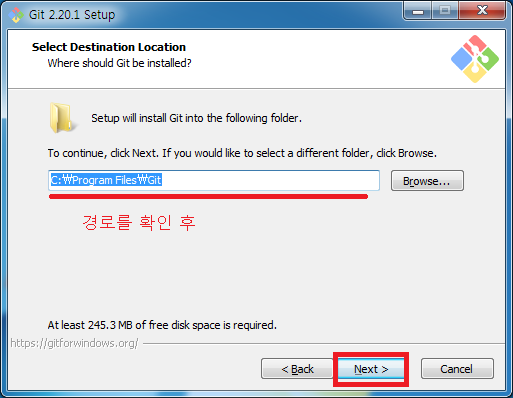 Git 2.20.1 Setup
Select Destination Location
Where should Git be installed?
Setup will install Git into the following folder.
To continue, click Next. If you would like to select a different folder, click Browse.
C:₩Program Files₩Git
Browse...
경로를 확인 후
At least 245.3 MB of free disk space is required.
https://gitforwindows.org/
< Back
Next >
Cancel